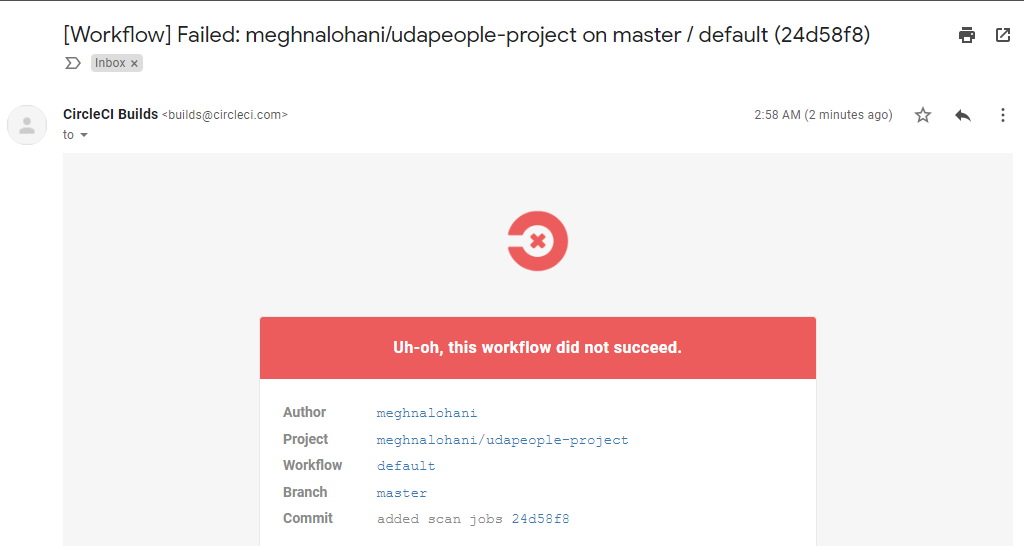 [Workflow] Failed: meghnalohani/udapeople-project on master / default (24d58f8)
Inbox ×
CircleCI Builds <builds@circleci.com> 2:58 AM (2 minutes ago)
to
Uh-oh, this workflow did not succeed.
Author meghnalohani
Project meghnalohani/udapeople-project
Workflow default
Branch master
Commit added scan jobs 24d58f8